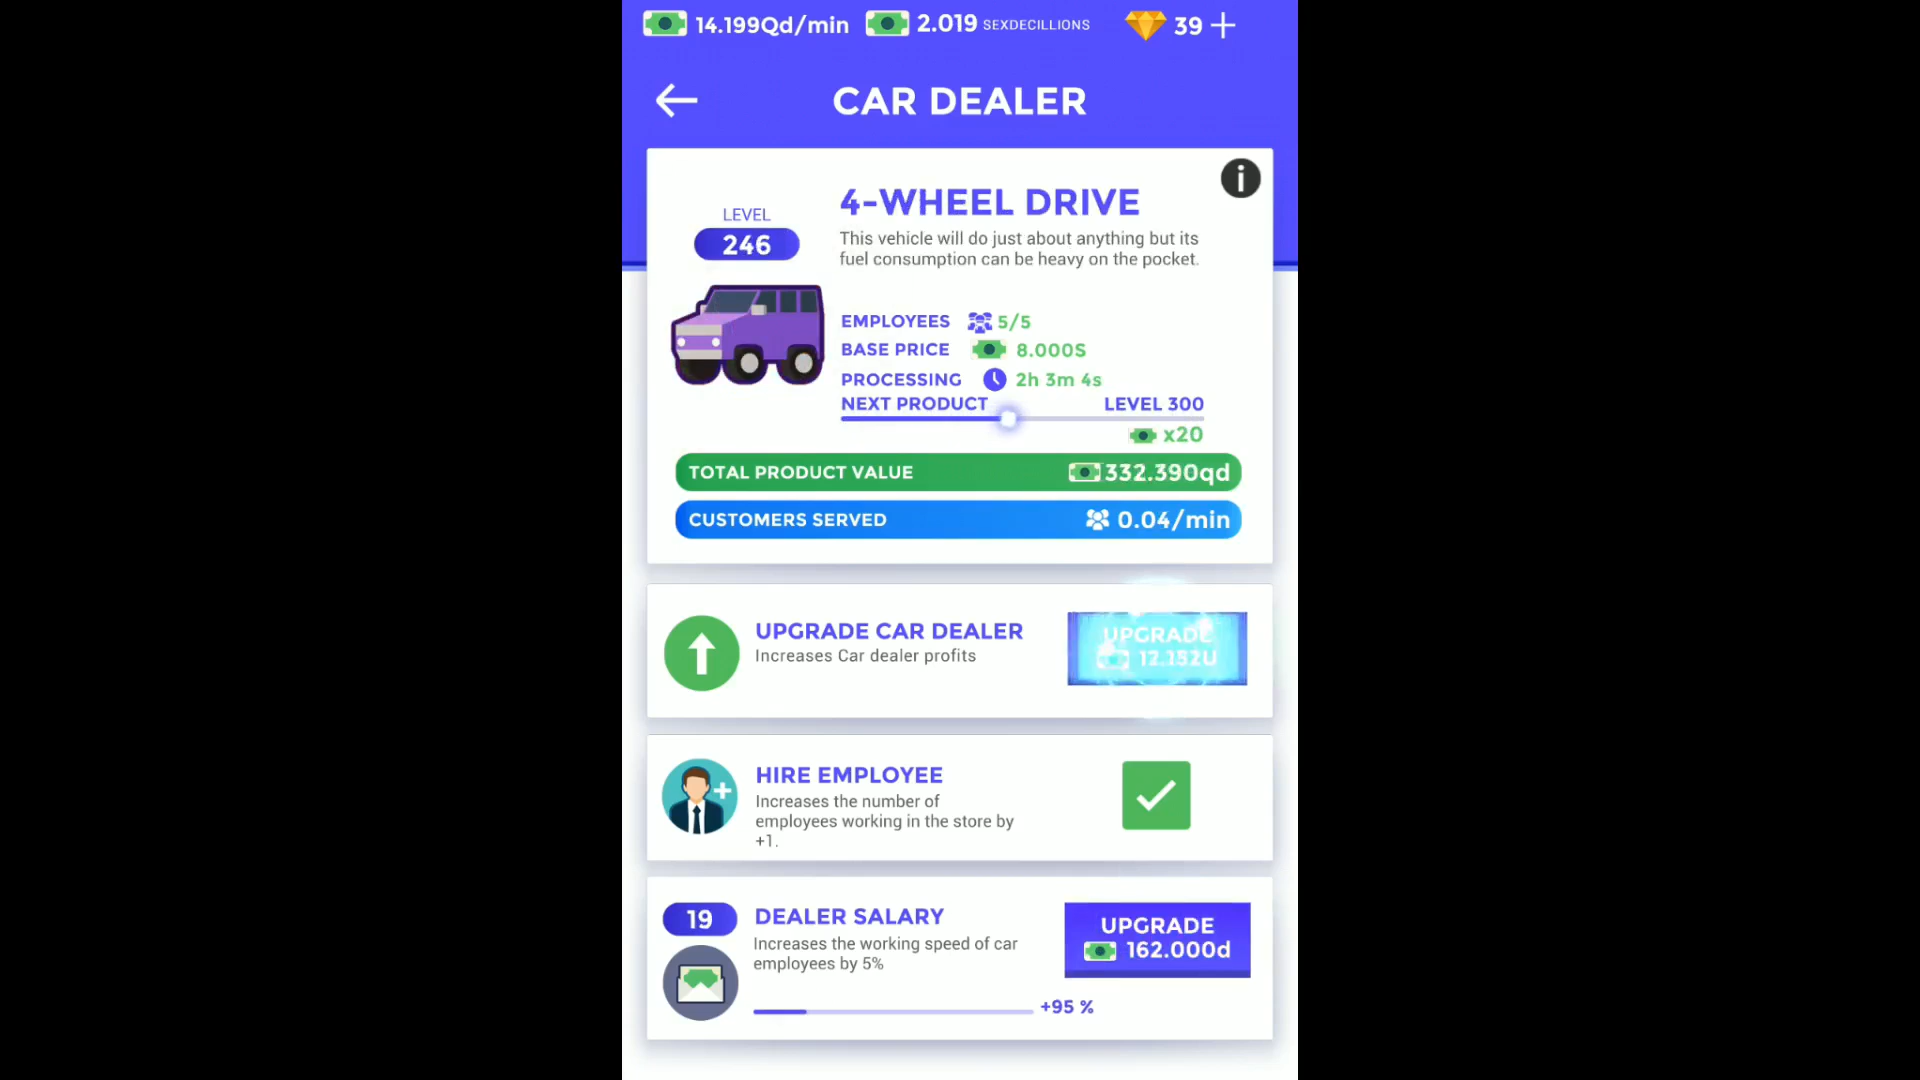 14.199Qd/min 2.019 SEXDECILLIONS 39
CAR DEALER
4-WHEEL DRIVE
LEVEL
246
This vehicle will do just about anything but its
fuel consumption can be heavy on the pocket.
EMPLOYEES 5/5
BASE PRICE 8.000S
PROCESSING 2h 3m 4s
NEXT PRODUCT LEVEL 300
x20
TOTAL PRODUCT VALUE 332.390qd
CUSTOMERS SERVED 0.04/min
UPGRADE CAR DEALER
Increases Car dealer profits
UPGRADE
12.152U
HIRE EMPLOYEE
Increases the number of
employees working in the store by
+1.
19
DEALER SALARY
Increases the working speed of car
employees by 5%
UPGRADE
162.000d
+95 %